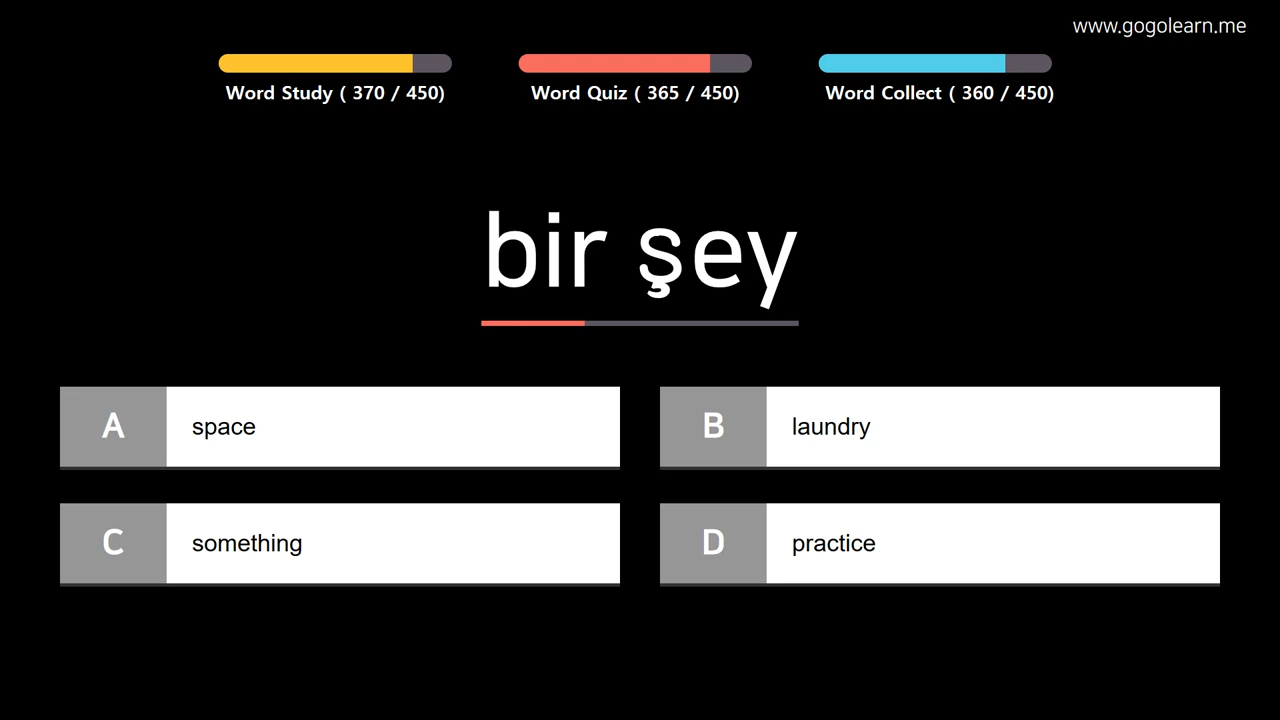 www.gogolearn.me
Word Study ( 370 / 450)
Word Quiz ( 365 / 450)
Word Collect ( 360 / 450)
bir şey
A space
B laundry
C something
D practice